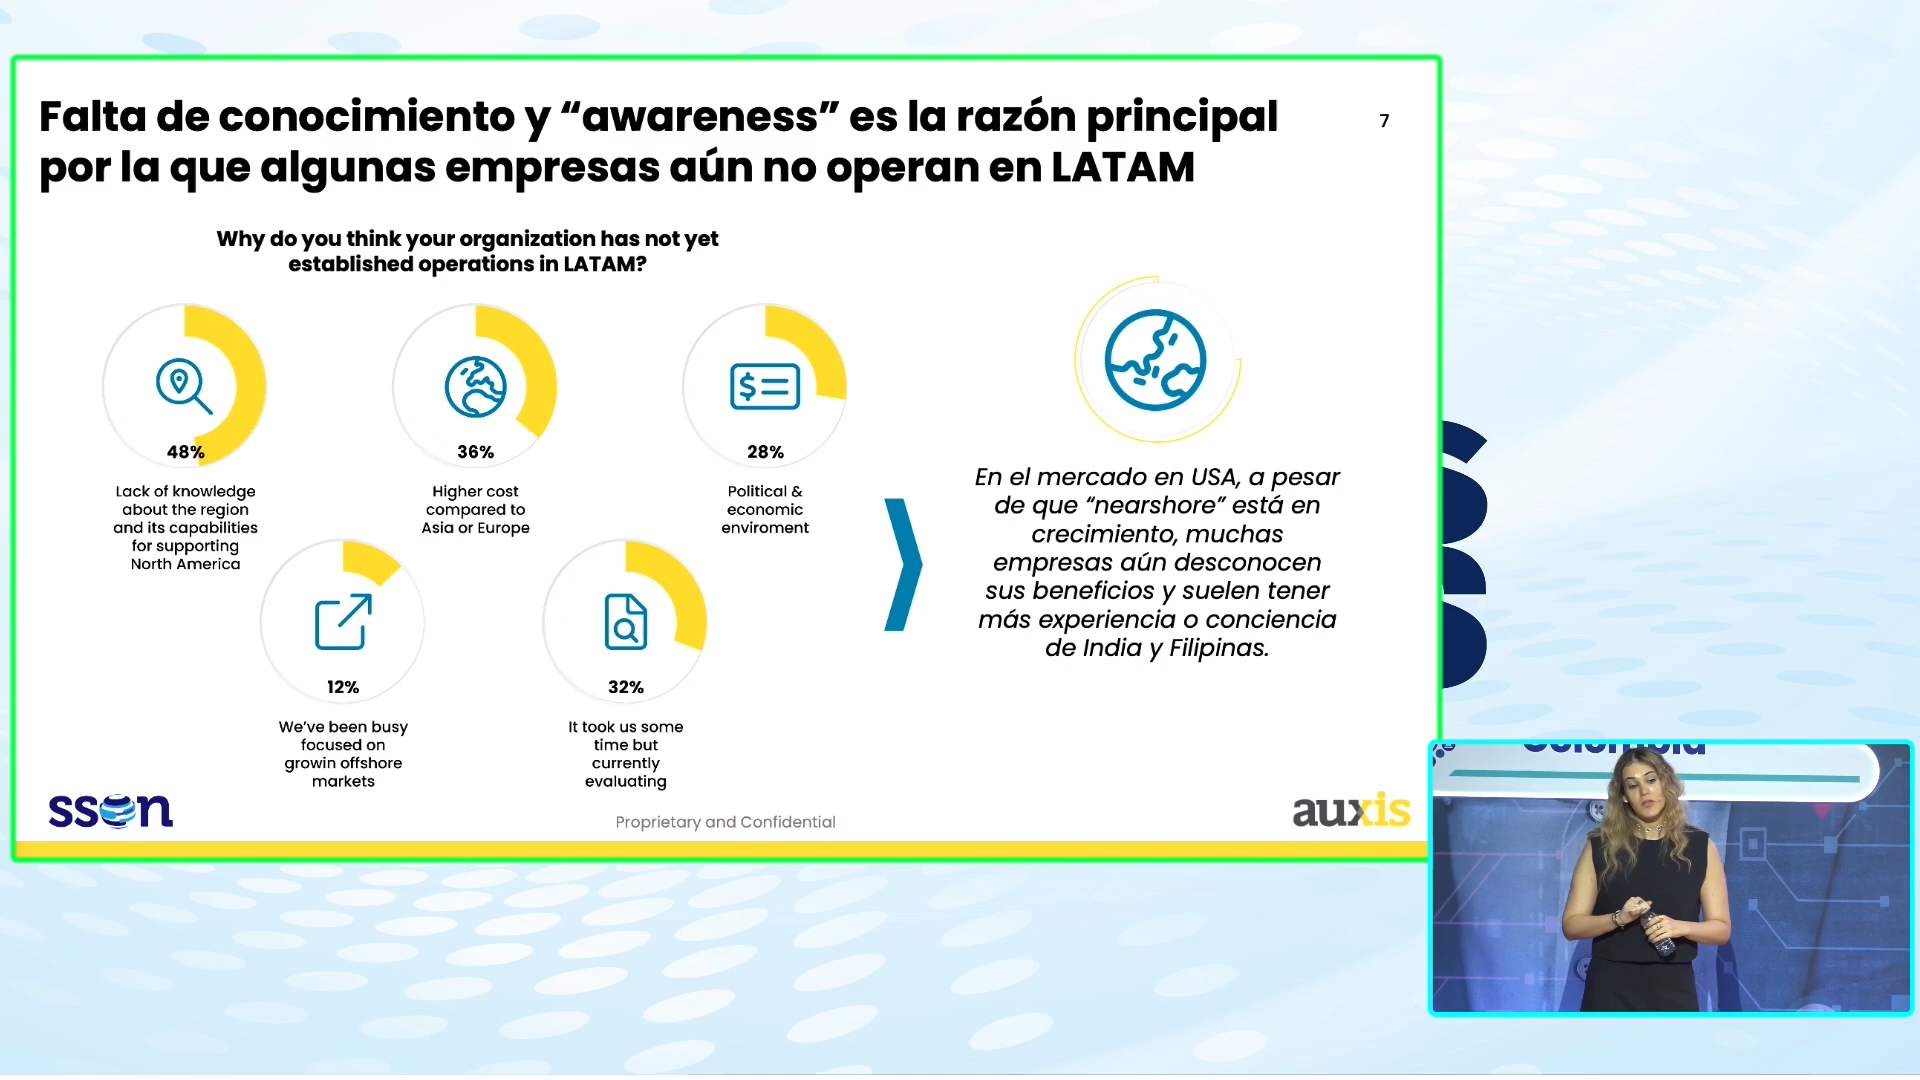 Falta de conocimiento y “awareness” es la razón principal
por la que algunas empresas aún no operan en LATAM
7
Why do you think your organization has not yet
established operations in LATAM?
48%
Lack of knowledge
about the region
and its capabilities
for supporting
North America
36%
Higher cost
compared to
Asia or Europe
28%
Political &
economic
enviroment
12%
We’ve been busy
focused on
growin offshore
markets
32%
It took us some
time but
currently
evaluating
En el mercado en USA, a pesar
de que “nearshore” está en
crecimiento, muchas
empresas aún desconocen
sus beneficios y suelen tener
más experiencia o conciencia
de India y Filipinas.
sson
Proprietary and Confidential
auxis
Colombia